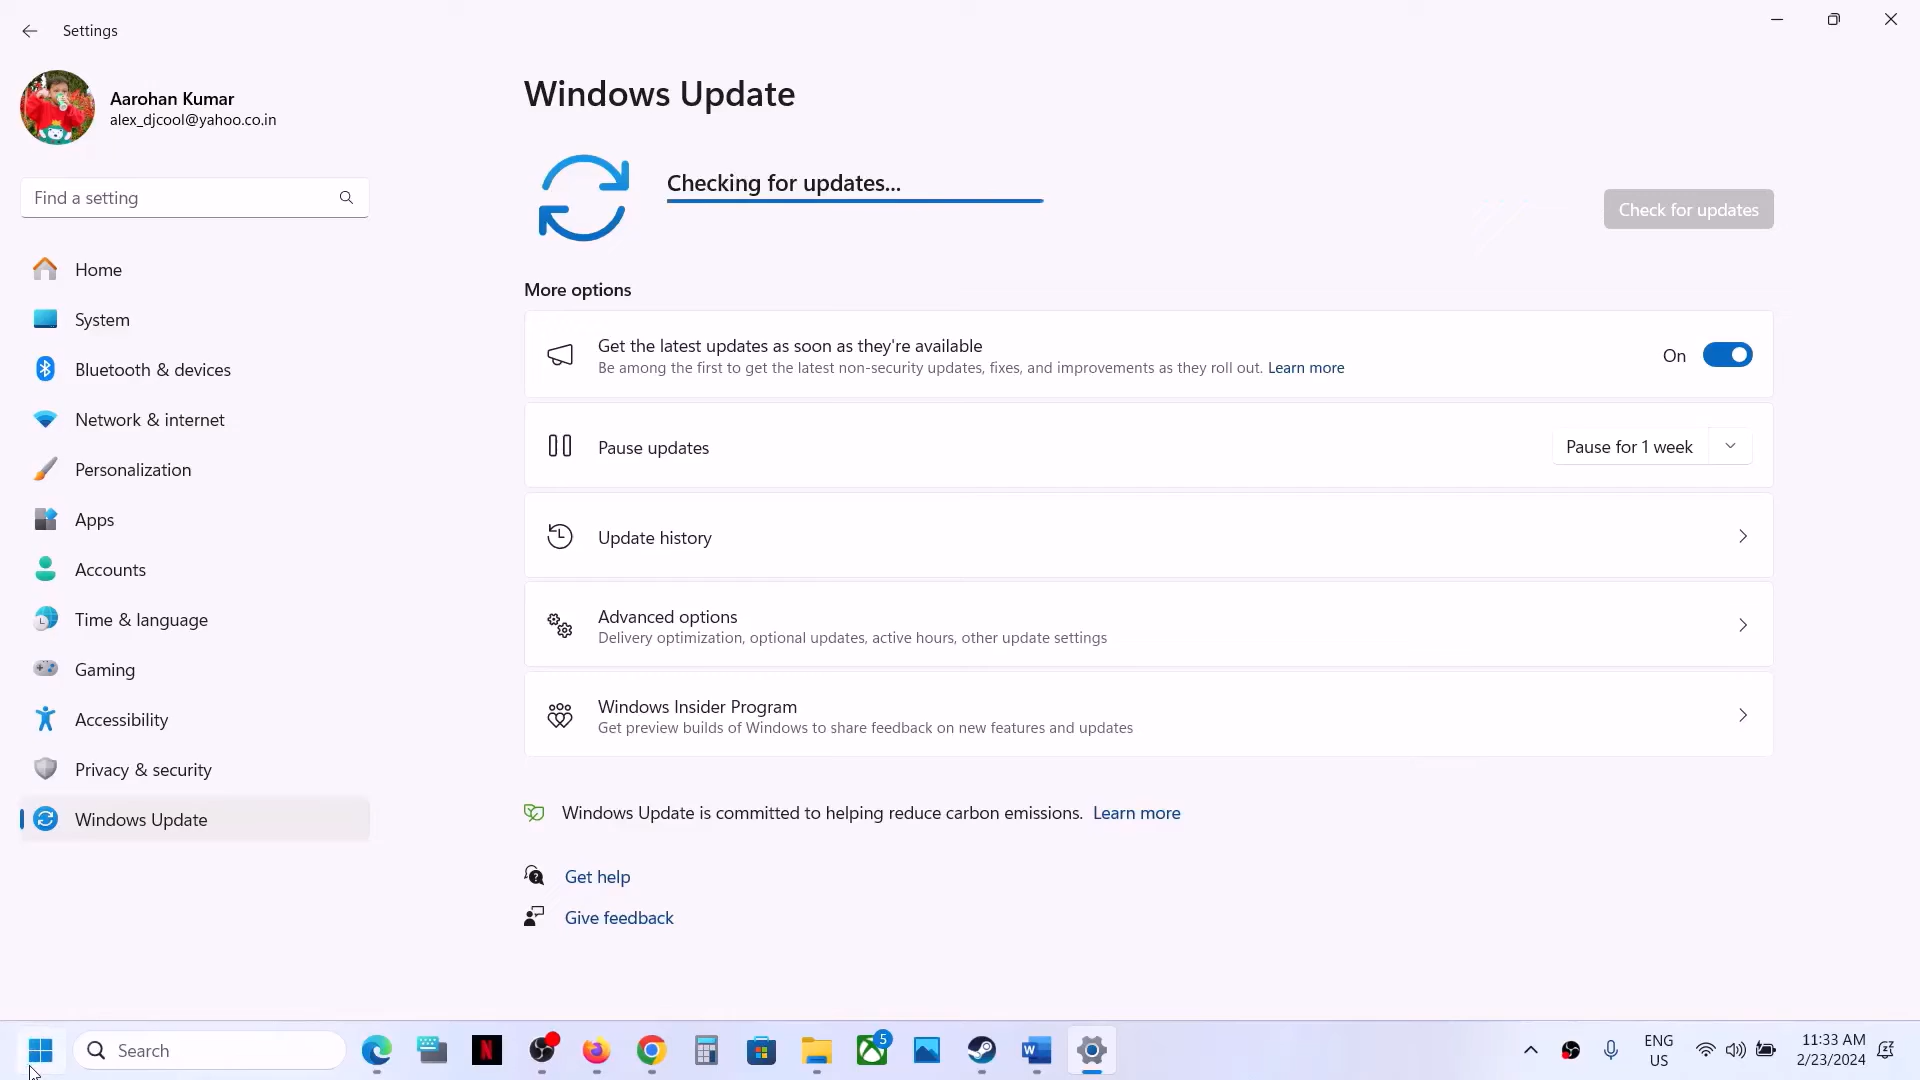 Settings
Aarohan Kumar
alex_djcool@yahoo.co.in
Find a setting
Home
System
Bluetooth & devices
Network & internet
Personalization
Apps
Accounts
Time & language
Gaming
Accessibility
Privacy & security
Windows Update
Windows Update
Checking for updates...
Check for updates
More options
Get the latest updates as soon as they're available
Be among the first to get the latest non-security updates, fixes, and improvements as they roll out. Learn more
On
Pause updates
Pause for 1 week
Update history
Advanced options
Delivery optimization, optional updates, active hours, other update settings
Windows Insider Program
Get preview builds of Windows to share feedback on new features and updates
Windows Update is committed to helping reduce carbon emissions. Learn more
Get help
Give feedback
Search
N
5
W
ENG
US
11:33 AM
2/23/2024